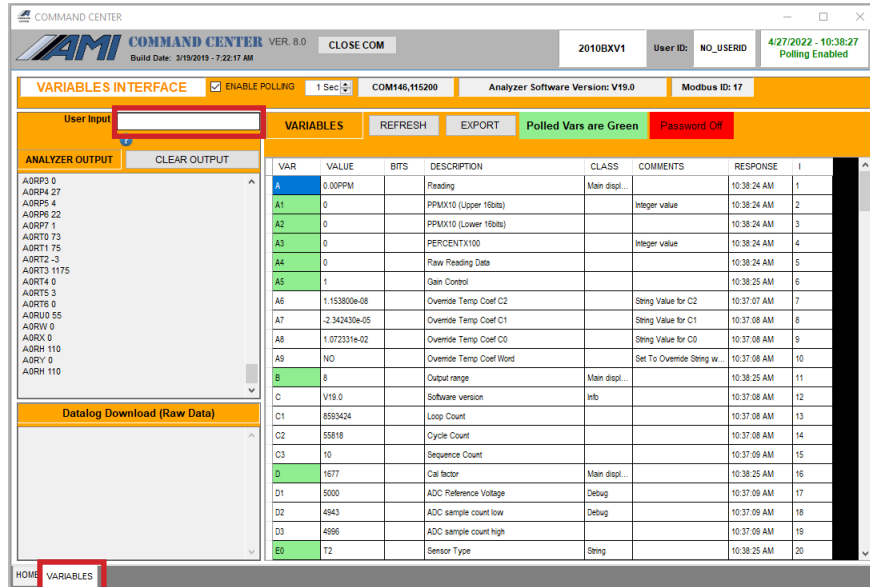 COMMAND CENTER
AMI COMMAND CENTER VER. 8.0 CLOSE COM 2010BXV1 User ID: NO_USERID 4/27/2022 - 10:38:27
Build Date: 3/19/2019 - 7:22:17 AM Polling Enabled
VARIABLES INTERFACE ENABLE POLLING 1 Sec COM146,115200 Analyzer Software Version: V19.0 Modbus ID: 17
User Input
VARIABLES REFRESH EXPORT Polled Vars are Green Password Off
?
ANALYZER OUTPUT CLEAR OUTPUT
A0RP3 0
A0RP4 27
A0RP5 4
A0RP6 22
A0RP7 1
A0RT0 73
A0RT1 75
A0RT2 -3
A0RT3 1175
A0RT4 0
A0RT5 3
A0RT6 0
A0RU0 55
A0RW 0
A0RX 0
A0RH 110
A0RY 0
A0RH 110
Datalog Download (Raw Data)
VAR VALUE BITS DESCRIPTION CLASS COMMENTS RESPONSE I
A 0.00PPM Reading Main displ... 10:38:24 AM 1
A1 0 PPMX10 (Upper 16bits) Integer value 10:38:24 AM 2
A2 0 PPMX10 (Lower 16bits) 10:38:24 AM 3
A3 0 PERCENTX100 Integer value 10:38:24 AM 4
A4 0 Raw Reading Data 10:38:24 AM 5
A5 1 Gain Control 10:38:25 AM 6
A6 1.153800e-08 Override Temp Coef C2 String Value for C2 10:37:07 AM 7
A7 -2.342430e-05 Override Temp Coef C1 String Value for C1 10:37:08 AM 8
A8 1.072331e-02 Override Temp Coef C0 String Value for C0 10:37:08 AM 9
A9 NO Override Temp Coef Word Set To Override String w... 10:37:08 AM 10
B 8 Output range Main displ... 10:38:25 AM 11
C V19.0 Software version Info 10:37:08 AM 12
C1 8593424 Loop Count 10:37:08 AM 13
C2 55818 Cycle Count 10:37:08 AM 14
C3 10 Sequence Count 10:37:09 AM 15
D 1677 Cal factor Main displ... 10:38:25 AM 16
D1 5000 ADC Reference Voltage Debug 10:37:09 AM 17
D2 4943 ADC sample count low Debug 10:37:09 AM 18
D3 4996 ADC sample count high 10:37:09 AM 19
E0 T2 Sensor Type String 10:38:25 AM 20
HOME VARIABLES